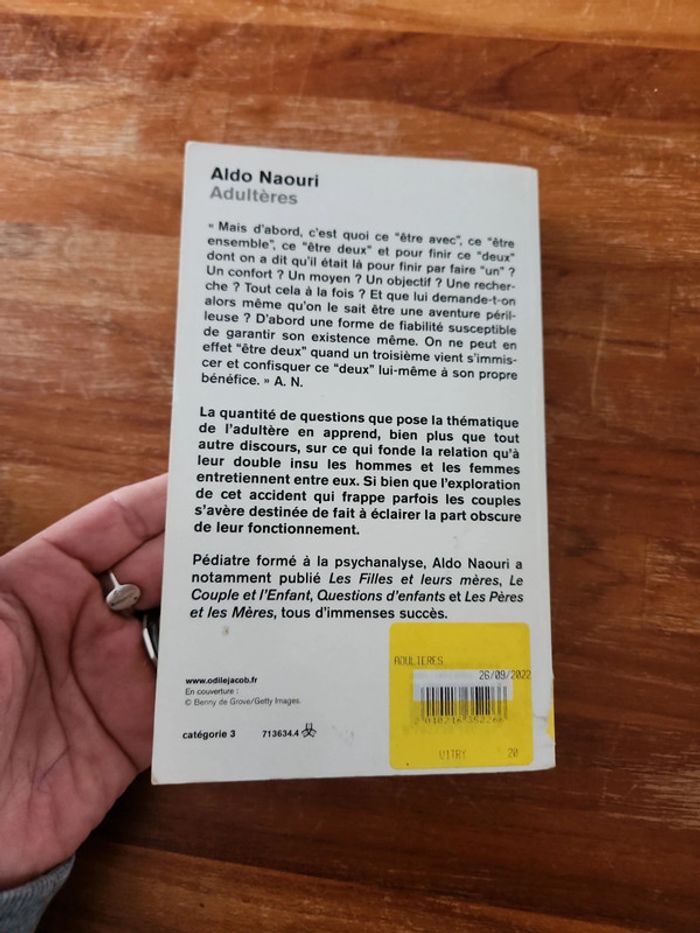 Aldo Naouri
Adultères
« Mais d'abord, c'est quoi ce "être avec", ce "être
ensemble", ce "être deux" et pour finir ce "deux"
dont on a dit qu'il était là pour finir par faire "un" ?
Un confort ? Un moyen ? Un objectif ? Une recher-
che ? Tout cela à la fois ? Et que lui demande-t-on
alors même qu'on le sait être une aventure péril-
leuse ? D'abord une forme de fiabilité susceptible
de garantir son existence même. On ne peut en
effet "être deux" quand un troisième vient s'immis-
cer et confisquer ce "deux" lui-même à son propre
bénéfice. » A. N.
La quantité de questions que pose la thématique
de l'adultère en apprend, bien plus que tout
autre discours, sur ce qui fonde la relation qu'à
leur double insu les hommes et les femmes
entretiennent entre eux. Si bien que l'exploration
de cet accident qui frappe parfois les couples
s'avère destinée de fait à éclairer la part obscure
de leur fonctionnement.
Pédiatre formé à la psychanalyse, Aldo Naouri a
notamment publié Les Filles et leurs mères, Le
Couple et l'Enfant, Questions d'enfants et Les Pères
et les Mères, tous d'immenses succès.
www.odilejacob.fr
En couverture :
© Benny de Grove/Getty Images.
catégorie 3 713634.4
ADULTERES
26/09/2022
VITRY 20